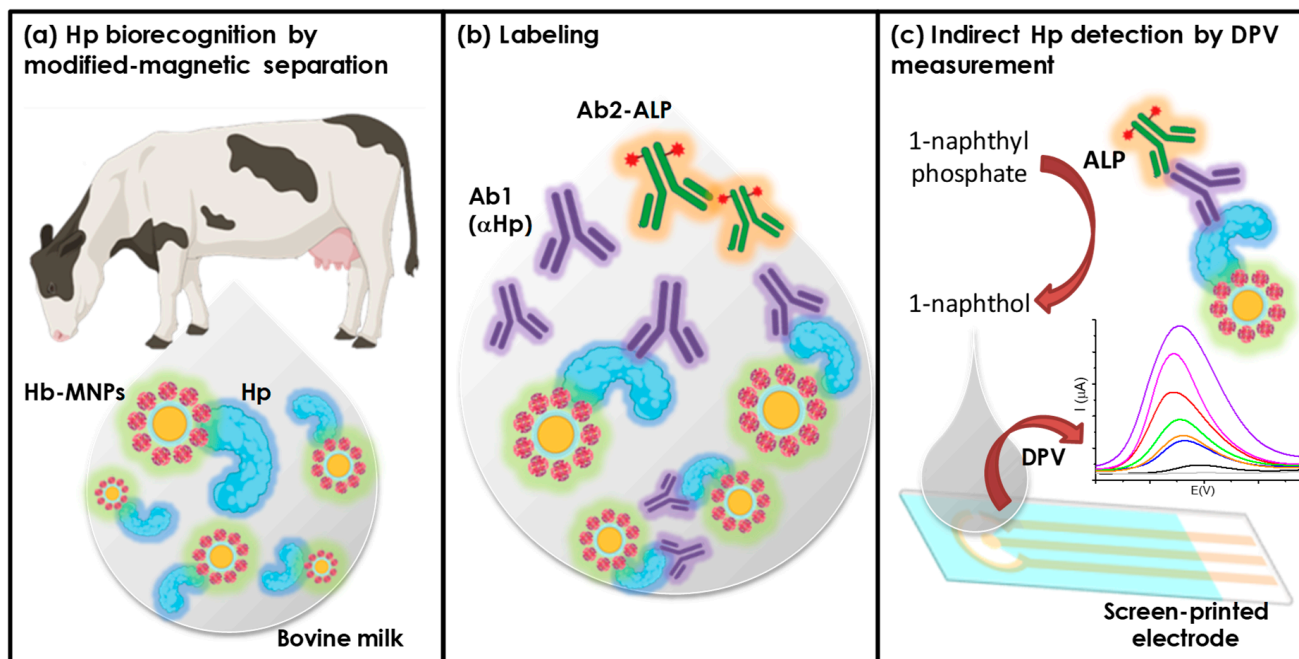 (a) Hp biorecognition by
modified-magnetic separation
Hb-MNPs
Hp
Bovine milk
(b) Labeling
Ab2-ALP
Ab1
(αHp)
(c) Indirect Hp detection by DPV
measurement
1-naphthyl
phosphate
ALP
1-naphthol
DPV
I (µA)
E(V)
Screen-printed
electrode